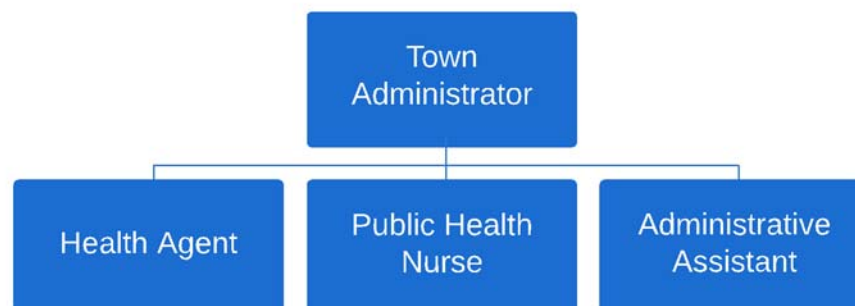 Town
Administrator
Health Agent
Public Health
Nurse
Administrative
Assistant